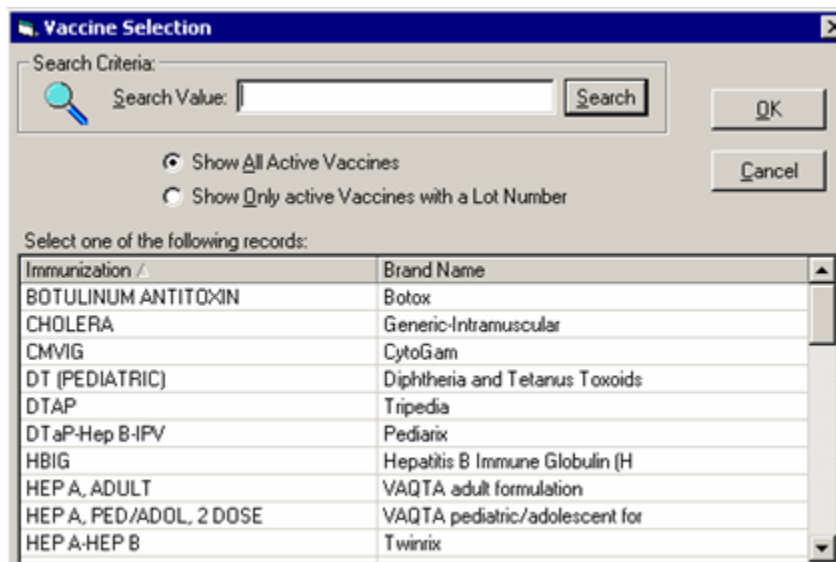 Vaccine Selection
Search Criteria:
Search Value:
Search
OK
Show All Active Vaccines
Cancel
Show Only active Vaccines with a Lot Number
Select one of the following records:
Immunization Brand Name
BOTULINUM ANTITOXIN Botox
CHOLERA Generic-Intramuscular
CMVIG CytoGam
DT (PEDIATRIC) Diphtheria and Tetanus Toxoids
DTAP Tripedia
DTaP-Hep B-IPV Pediarix
HBIG Hepatitis B Immune Globulin (H
HEP A, ADULT VAQTA adult formulation
HEP A, PED/ADOL, 2 DOSE VAQTA pediatric/adolescent for
HEP A-HEP B Twinrix